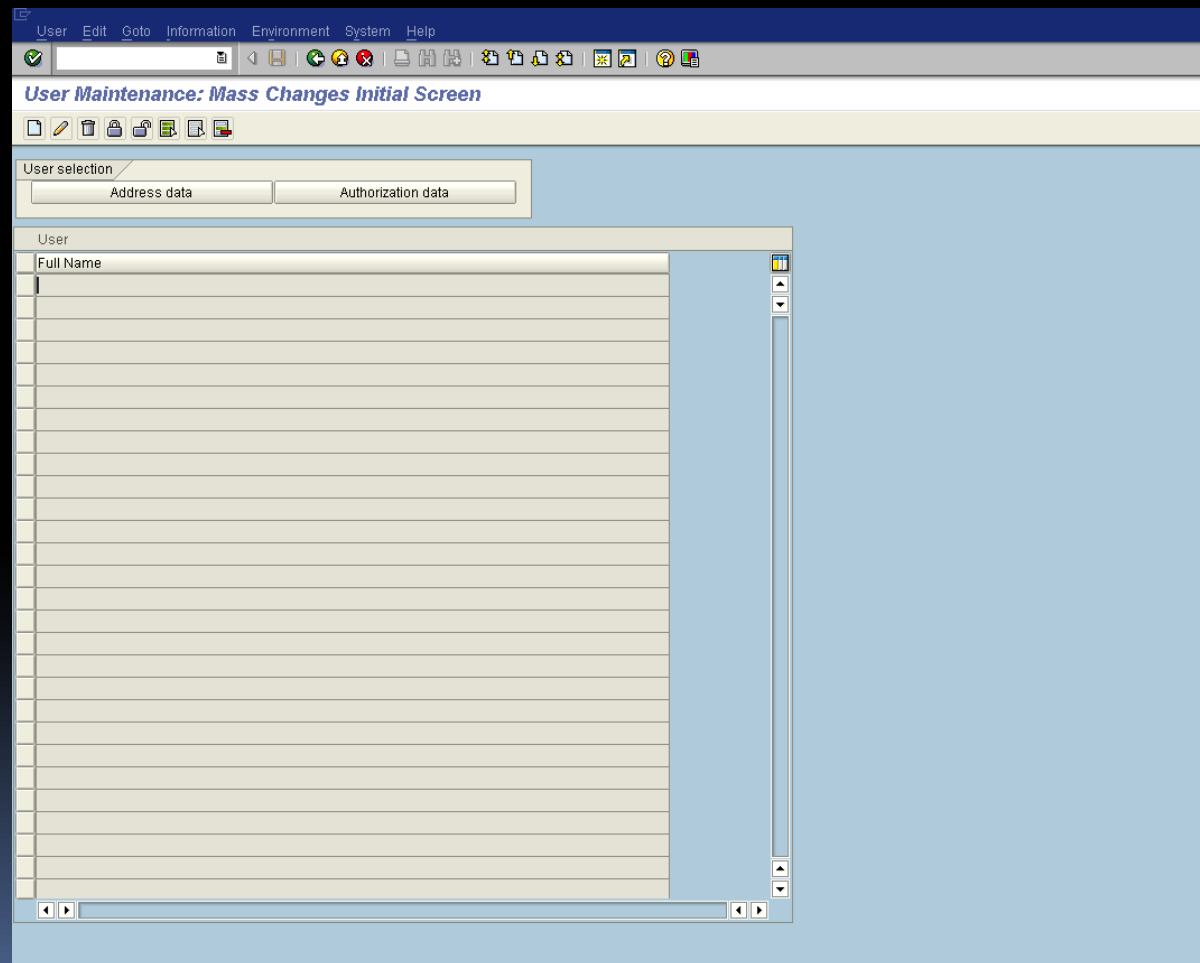 User Edit Goto Information Environment System Help
User Maintenance: Mass Changes Initial Screen
User selection
Address data Authorization data
User
Full Name